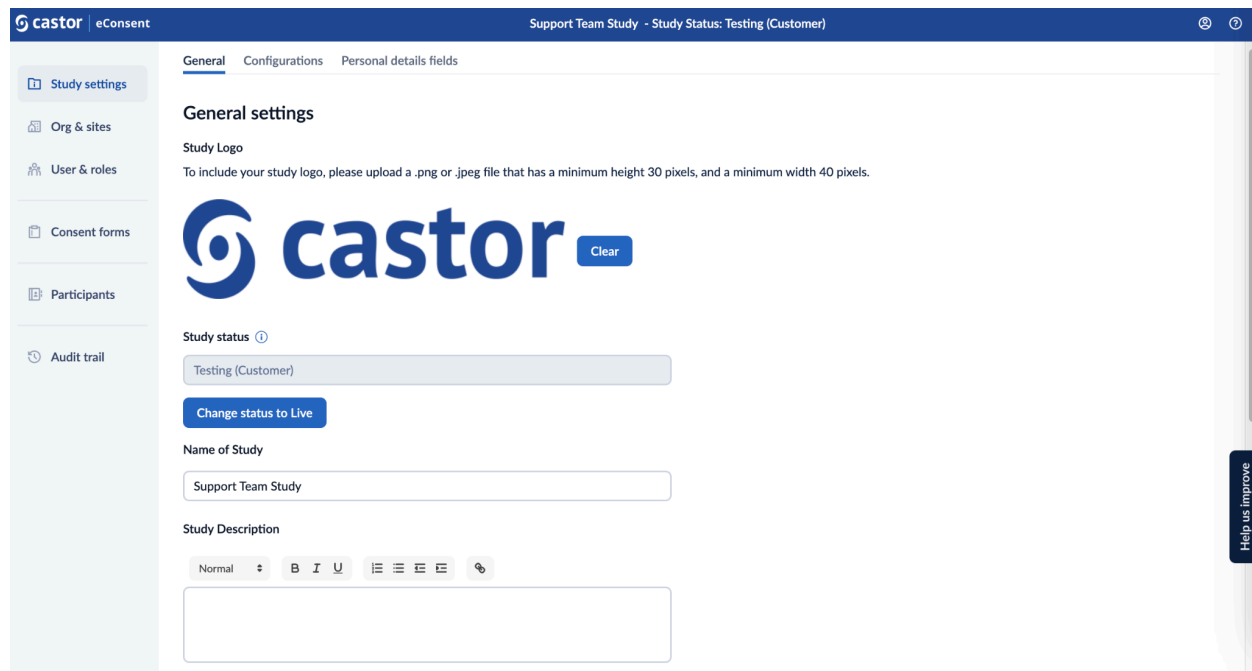 castor eConsent
Support Team Study - Study Status: Testing (Customer)
Study settings
Org & sites
User & roles
Consent forms
Participants
Audit trail
General Configurations Personal details fields
General settings
Study Logo
To include your study logo, please upload a .png or .jpeg file that has a minimum height 30 pixels, and a minimum width 40 pixels.
castor
Clear
Study status
Testing (Customer)
Change status to Live
Name of Study
Support Team Study
Study Description
Normal B I U
Help us improve